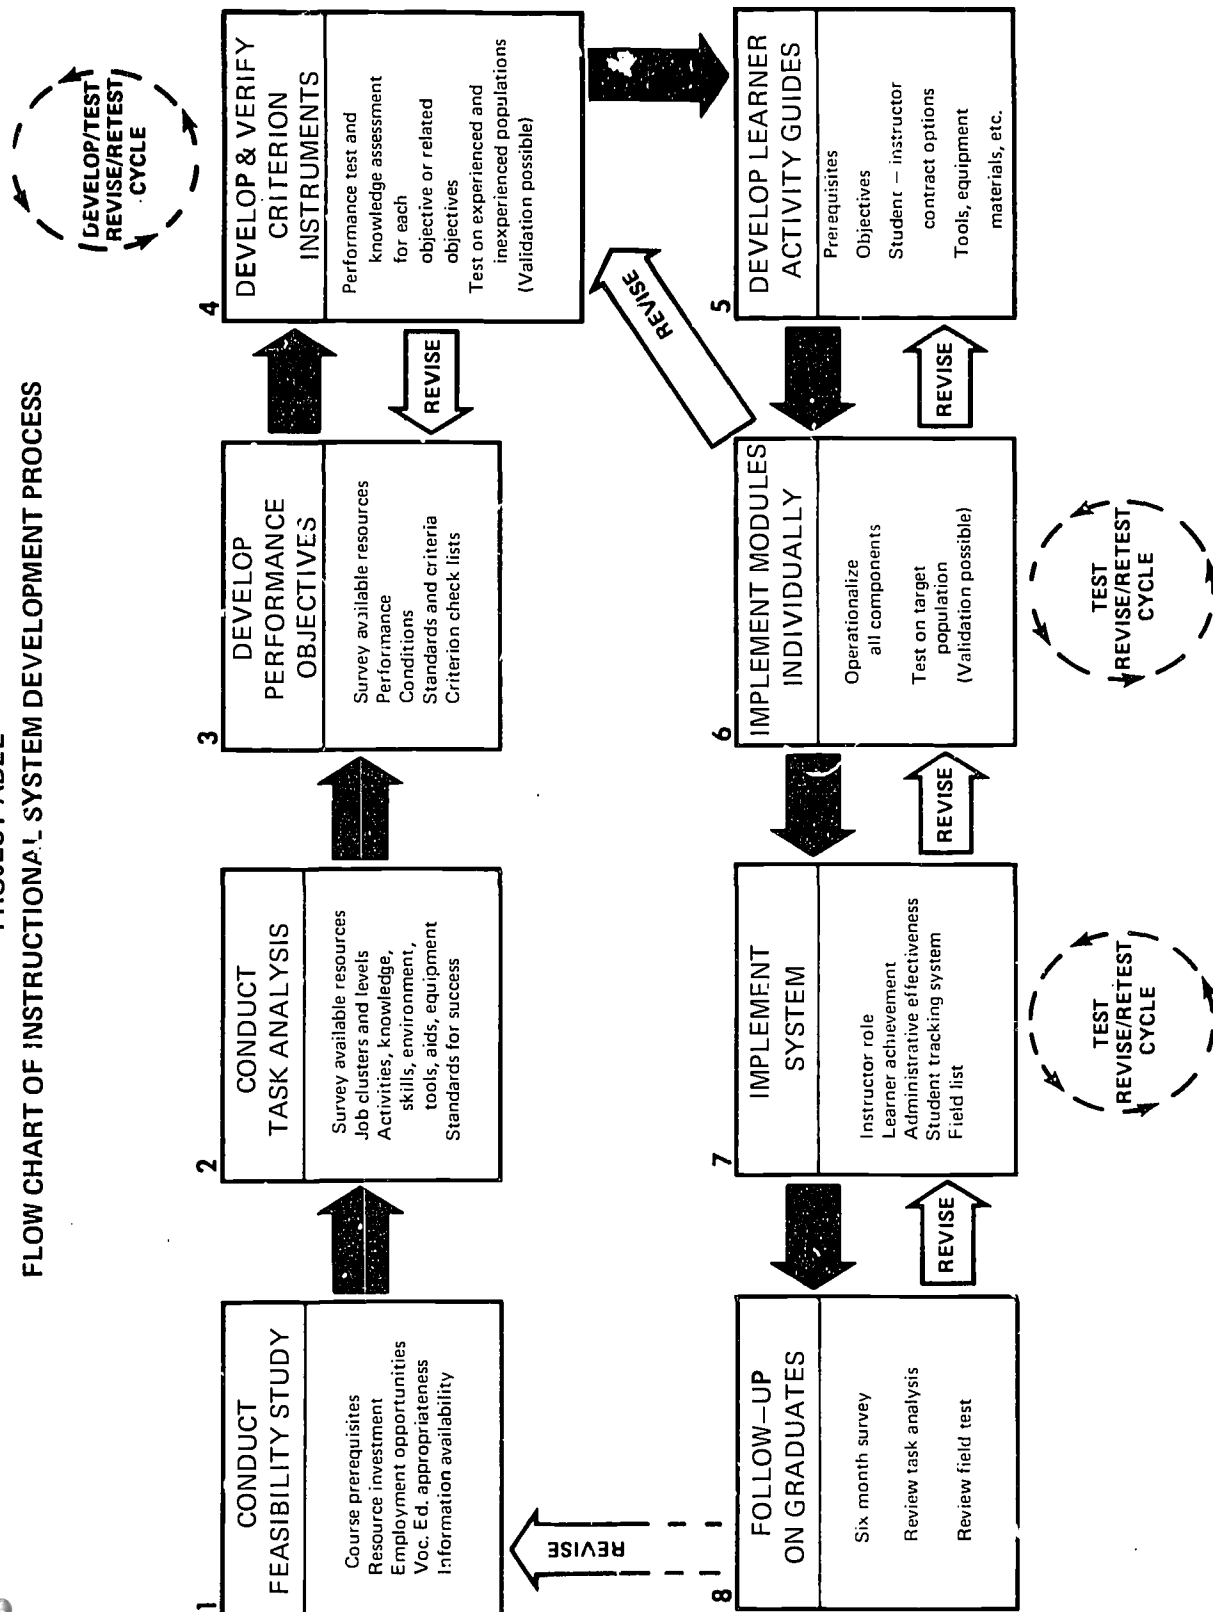 FLOW CHART OF INSTRUCTIONAL SYSTEM DEVELOPMENT PROCESS
1
CONDUCT
FEASIBILITY STUDY
Course prerequisites
Resource investment
Employment opportunities
Voc. Ed. appropriateness
Information availability
2
CONDUCT
TASK ANALYSIS
Survey available resources
Job clusters and levels
Activities, knowledge,
skills, environment,
tools, aids, equipment
Standards for success
3
DEVELOP
PERFORMANCE
OBJECTIVES
Survey available resources
Performance
Conditions
Standards and criteria
Criterion check lists
REVISE
4
DEVELOP & VERIFY
CRITERION
INSTRUMENTS
Performance test and
knowledge assessment
for each
objective or related
objectives
Test on experienced and
inexperienced populations
(Validation possible)
DEVELOP/TEST
REVISE/RETEST
CYCLE
REVISE
5
DEVELOP LEARNER
ACTIVITY GUIDES
Prerequisites
Objectives
Student – instructor
contract options
Tools, equipment
materials, etc.
REVISE
6
IMPLEMENT MODULES
INDIVIDUALLY
Operationalize
all components
Test on target
population
(Validation possible)
TEST
REVISE/RETEST
CYCLE
REVISE
7
IMPLEMENT
SYSTEM
Instructor role
Learner achievement
Administrative effectiveness
Student tracking system
Field list
TEST
REVISE/RETEST
CYCLE
REVISE
8
FOLLOW–UP
ON GRADUATES
Six month survey
Review task analysis
Review field test
REVISE